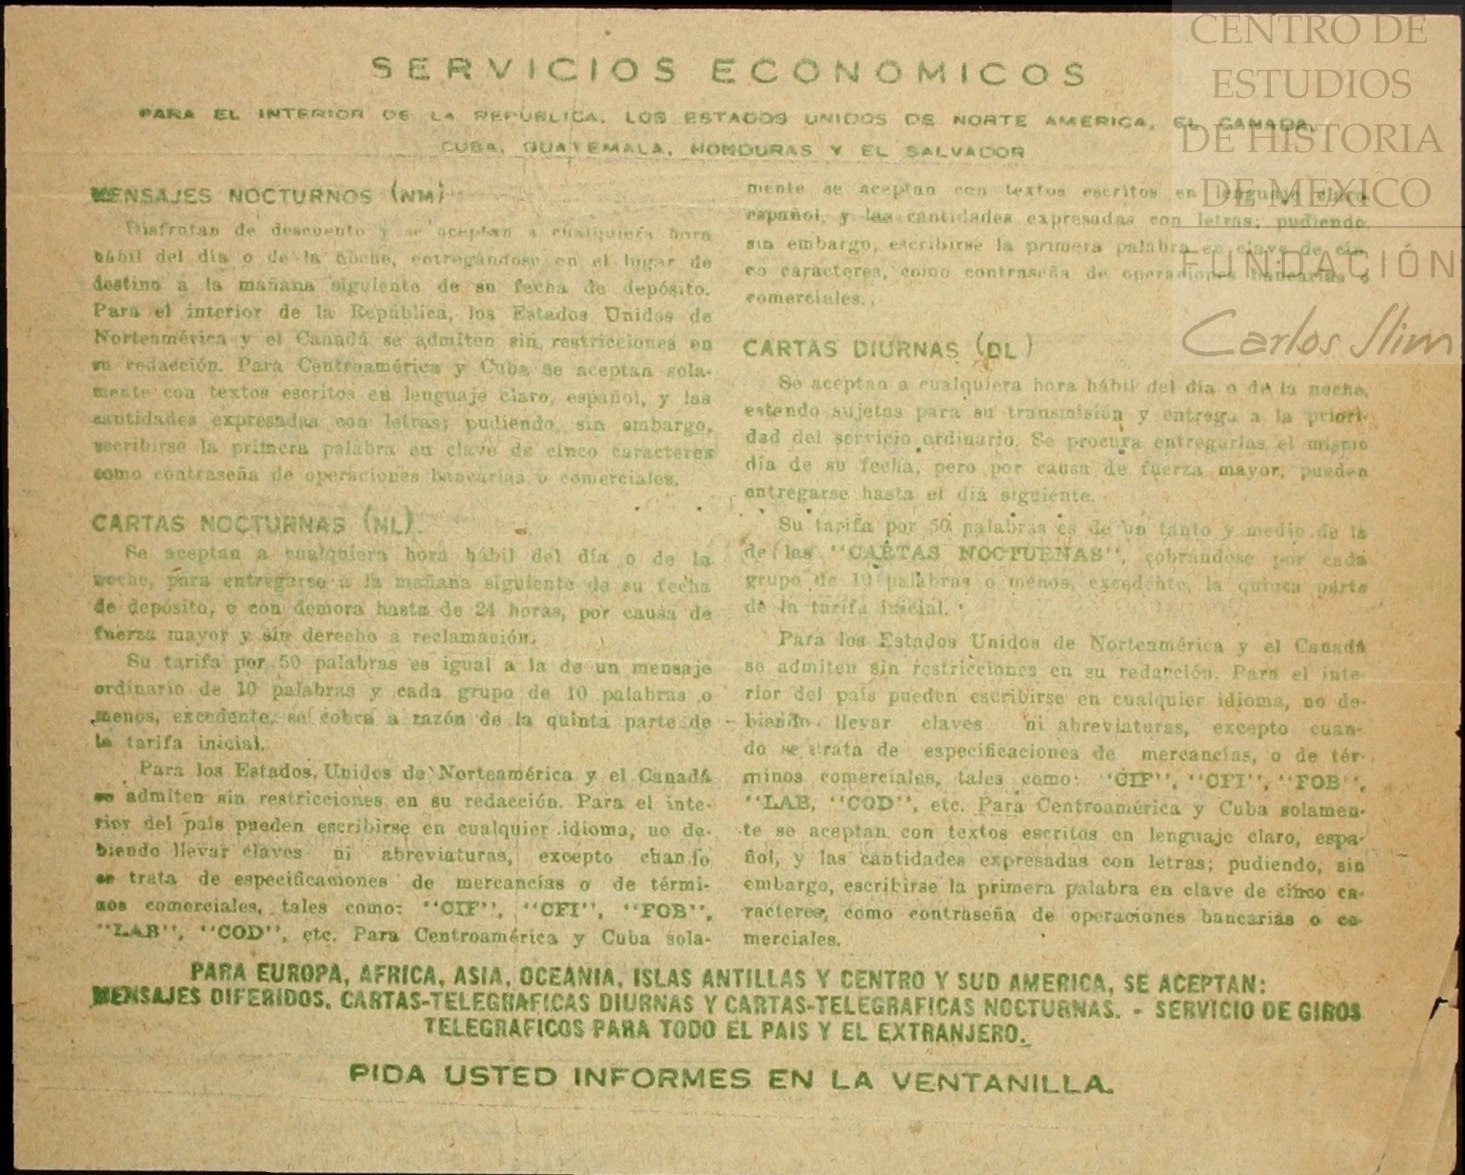 SERVICIOS ECONOMICOS
PARA EL INTERIOR DE LA REPUBLICA, LOS ESTADOS UNIDOS DE NORTE AMERICA, EL CANADA,
CUBA, GUATEMALA, HONDURAS Y EL SALVADOR
MENSAJES NOCTURNOS (NM)
Disfrutan de descuento y se aceptan a cualquiera hora
hábil del día o de la noche, entregándose en el lugar de
destino a la mañana siguiente de su fecha de depósito.
Para el interior de la República, los Estados Unidos de
Norteamérica y el Canadá se admiten sin restricciones en
su redacción. Para Centroamérica y Cuba se aceptan sola-
mente con textos escritos en lenguaje claro, español, y las
cantidades expresadas con letras; pudiendo, sin embargo,
escribirse la primera palabra en clave de cinco caracteres
como contraseña de operaciones bancarias o comerciales.
CARTAS NOCTURNAS (NL)
Se aceptan a cualquiera hora hábil del día o de la
noche, para entregarse a la mañana siguiente de su fecha
de depósito, o con demora hasta de 24 horas, por causa de
fuerza mayor y sin derecho a reclamación.
Su tarifa por 50 palabras es igual a la de un mensaje
ordinario de 10 palabras y cada grupo de 10 palabras o
menos, excedente, se cobra a razón de la quinta parte de
la tarifa inicial.
Para los Estados Unidos de Norteamérica y el Canadá
se admiten sin restricciones en su redacción. Para el inte-
rior del país pueden escribirse en cualquier idioma, no de-
biendo llevar claves ni abreviaturas, excepto chando
se trata de especificaciones de mercancías o de térmi-
nos comerciales, tales como: "CIF", "CFI", "FOB",
"LAB", "COD", etc. Para Centroamérica y Cuba sola-
mente se aceptan con textos escritos en lenguaje claro
español, y las cantidades expresadas con letras; pudiendo,
sin embargo, escribirse la primera palabra en clave de cin-
co caracteres, como contraseña de operaciones bancarias o
comerciales.
CARTAS DIURNAS (DL)
Se aceptan a cualquiera hora hábil del día o de la noche,
estendo sujetas para su transmisión y entrega a la priori-
dad del servicio ordinario. Se procura entregarlas el mismo
día de su fecha, pero por causa de fuerza mayor, pueden
entregarse hasta el día siguiente.
Su tarifa por 50 palabras es de un tanto y medio de la
de las "CARTAS NOCTURNAS", cobrándose por cada
grupo de 10 palabras o menos, excedente, la quinta parte
de la tarifa inicial.
Para los Estados Unidos de Norteamérica y el Canadá
se admiten sin restricciones en su redacción. Para el inte-
rior del país pueden escribirse en cualquier idioma, no de-
biendo llevar claves ni abreviaturas, excepto cuan-
do se trata de especificaciones de mercancías, o de tér-
minos comerciales, tales como: "CIF", "CFI", "FOB",
"LAB, "COD", etc. Para Centroamérica y Cuba solamen-
te se aceptan con textos escritos en lenguaje claro, espa-
ñol, y las cantidades expresadas con letras; pudiendo, sin
embargo, escribirse la primera palabra en clave de cinco ca-
racteres, como contraseña de operaciones bancarias o co-
merciales.
PARA EUROPA, AFRICA, ASIA, OCEANIA, ISLAS ANTILLAS Y CENTRO Y SUD AMERICA, SE ACEPTAN:
MENSAJES DIFERIDOS, CARTAS-TELEGRAFICAS DIURNAS Y CARTAS-TELEGRAFICAS NOCTURNAS. - SERVICIO DE GIROS
TELEGRAFICOS PARA TODO EL PAIS Y EL EXTRANJERO.
PIDA USTED INFORMES EN LA VENTANILLA.
CENTRO DE
ESTUDIOS
DE HISTORIA
DE MEXICO
FUNDACIÓN
Carlos Slim